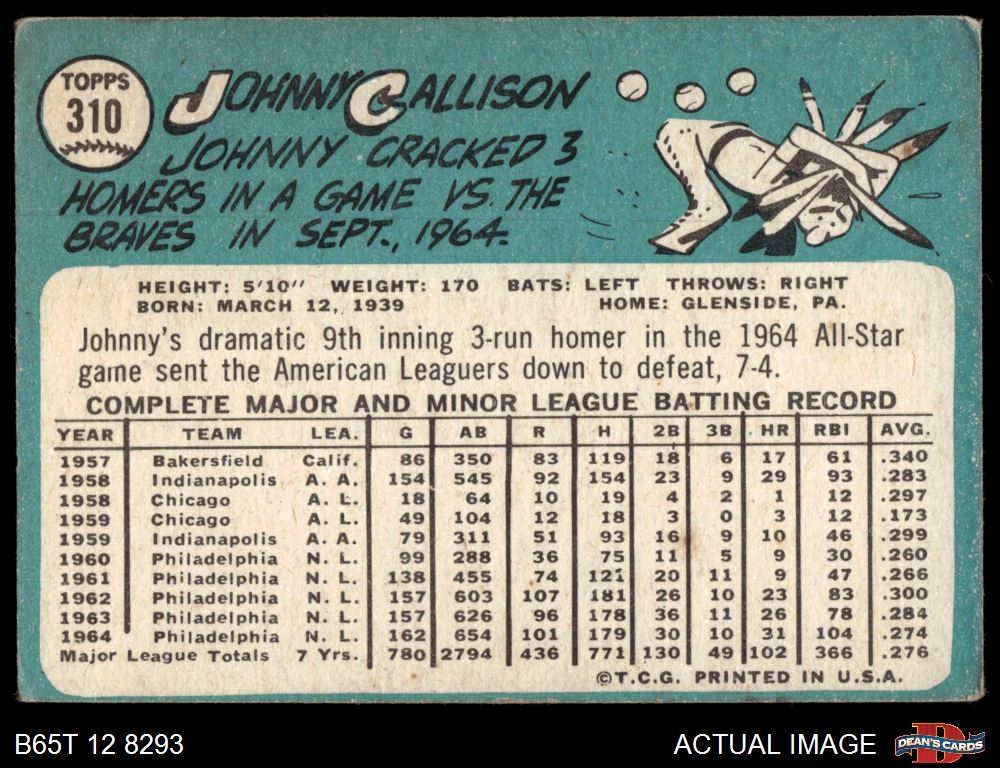 TOPPS
310
JOHNNY CALLISON
JOHNNY CRACKED 3
HOMERS IN A GAME VS. THE
BRAVES IN SEPT., 1964.
HEIGHT: 5'10" WEIGHT: 170 BATS: LEFT THROWS: RIGHT
BORN: MARCH 12, 1939 HOME: GLENSIDE, PA.
Johnny's dramatic 9th inning 3-run homer in the 1964 All-Star
game sent the American Leaguers down to defeat, 7-4.
COMPLETE MAJOR AND MINOR LEAGUE BATTING RECORD
YEAR TEAM LEA. G AB R H 2B 3B HR RBI AVG.
1957 Bakersfield Calif. 86 350 83 119 18 6 17 61 .340
1958 Indianapolis A. A. 154 545 92 154 23 9 29 93 .283
1958 Chicago A. L. 18 64 10 19 4 2 1 12 .297
1959 Chicago A. L. 49 104 12 18 3 0 3 12 .173
1959 Indianapolis A. A. 79 311 51 93 16 9 10 46 .299
1960 Philadelphia N. L. 99 288 36 75 11 5 9 30 .260
1961 Philadelphia N. L. 138 455 74 121 20 11 9 47 .266
1962 Philadelphia N. L. 157 603 107 181 26 10 23 83 .300
1963 Philadelphia N. L. 157 626 96 178 36 11 26 78 .284
1964 Philadelphia N. L. 162 654 101 179 30 10 31 104 .274
Major League Totals 7 Yrs. 780 2794 436 771 130 49 102 366 .276
©T.C.G. PRINTED IN U.S.A.
B65T 12 8293
ACTUAL IMAGE
D
DEAN'S CARDS